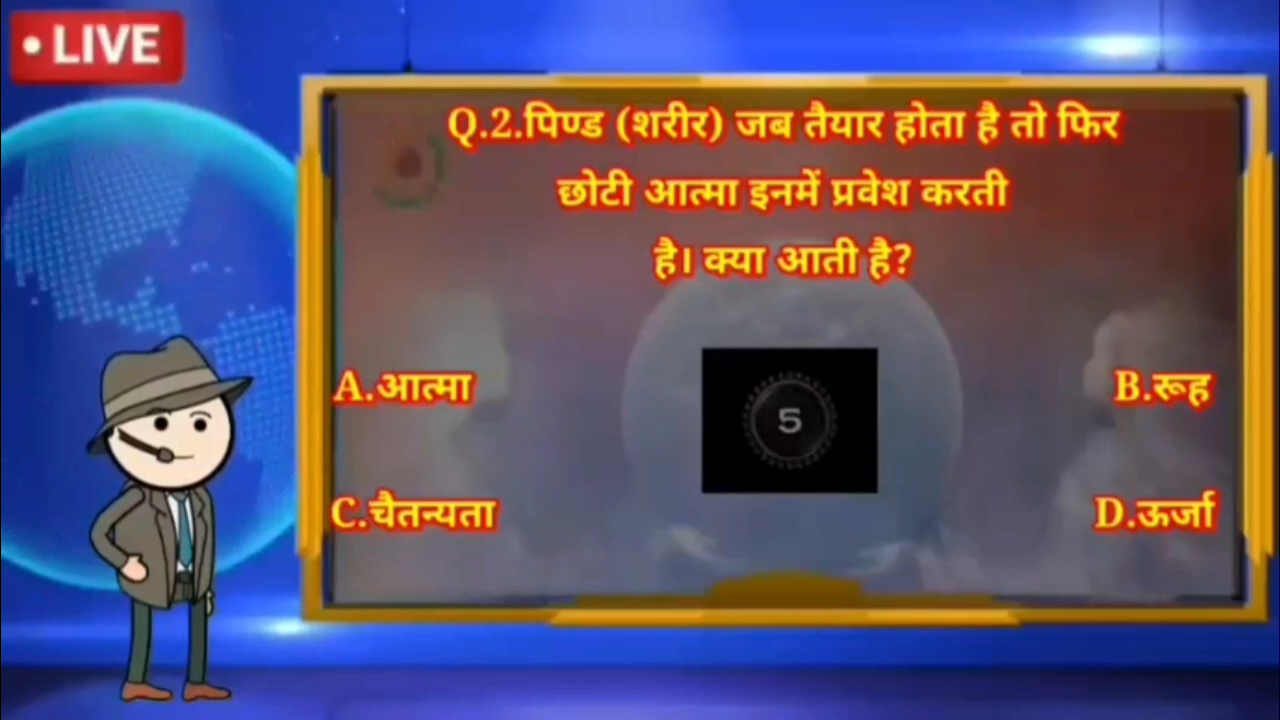 • LIVE
Q.2.पिण्ड (शरीर) जब तैयार होता है तो फिर
छोटी आत्मा इनमें प्रवेश करती
है। क्या आती है?
A.आत्मा
B.रूह
5
C.चैतन्यता
D.ऊर्जा